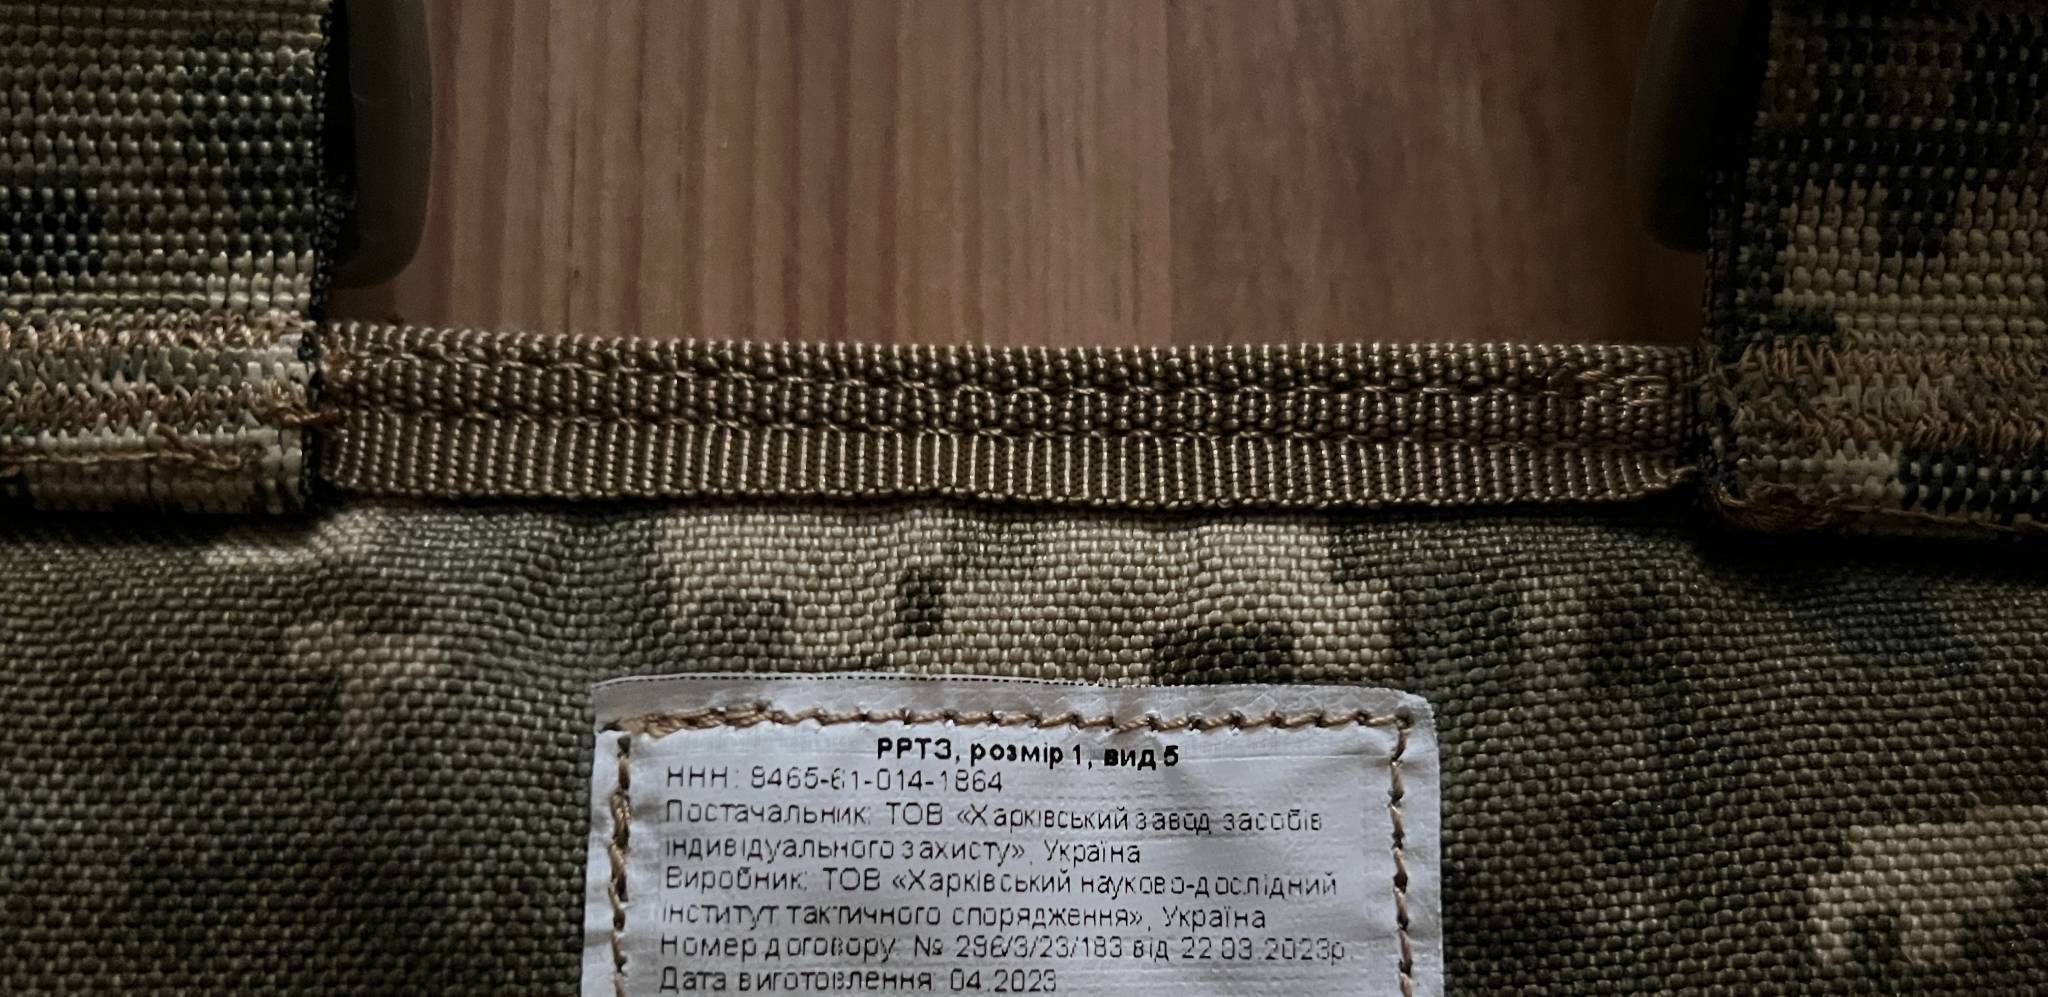 РРТЗ, розмір 1, вид 5
ННН: 8465-61-014-1864
Постачальник: ТОВ «Харківський завод засобів
індивідуального захисту», Україна
Виробник: ТОВ «Харківський науково-дослідний
інститут тактичного спорядження», Україна
Номер договору: № 286/3/23/183 від 22.03.2023р.
Дата виготовлення: 04.2023